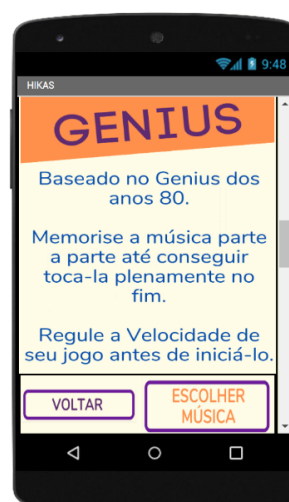 9:48
HIKAS
GENIUS
Baseado no Genius dos
anos 80.
Memorise a música parte
a parte até conseguir
toca-la plenamente no
fim.
Regule a Velocidade de
seu jogo antes de iniciá-lo.
VOLTAR
ESCOLHER
MÚSICA